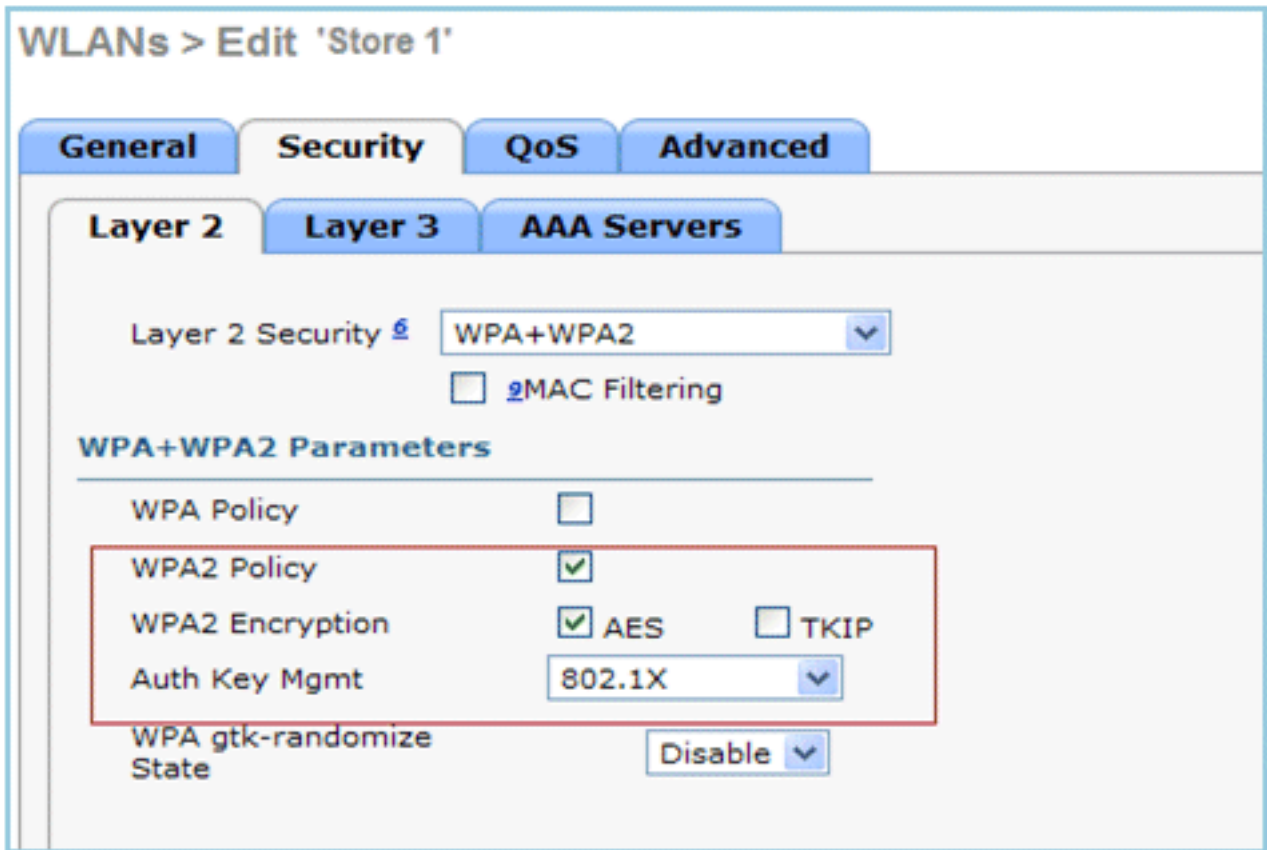 WLANs > Edit 'Store 1'
General Security QoS Advanced
Layer 2 Layer 3 AAA Servers
Layer 2 Security 6 WPA+WPA2
9MAC Filtering
WPA+WPA2 Parameters
WPA Policy
WPA2 Policy
WPA2 Encryption AES TKIP
Auth Key Mgmt 802.1X
WPA gtk-randomize
State Disable